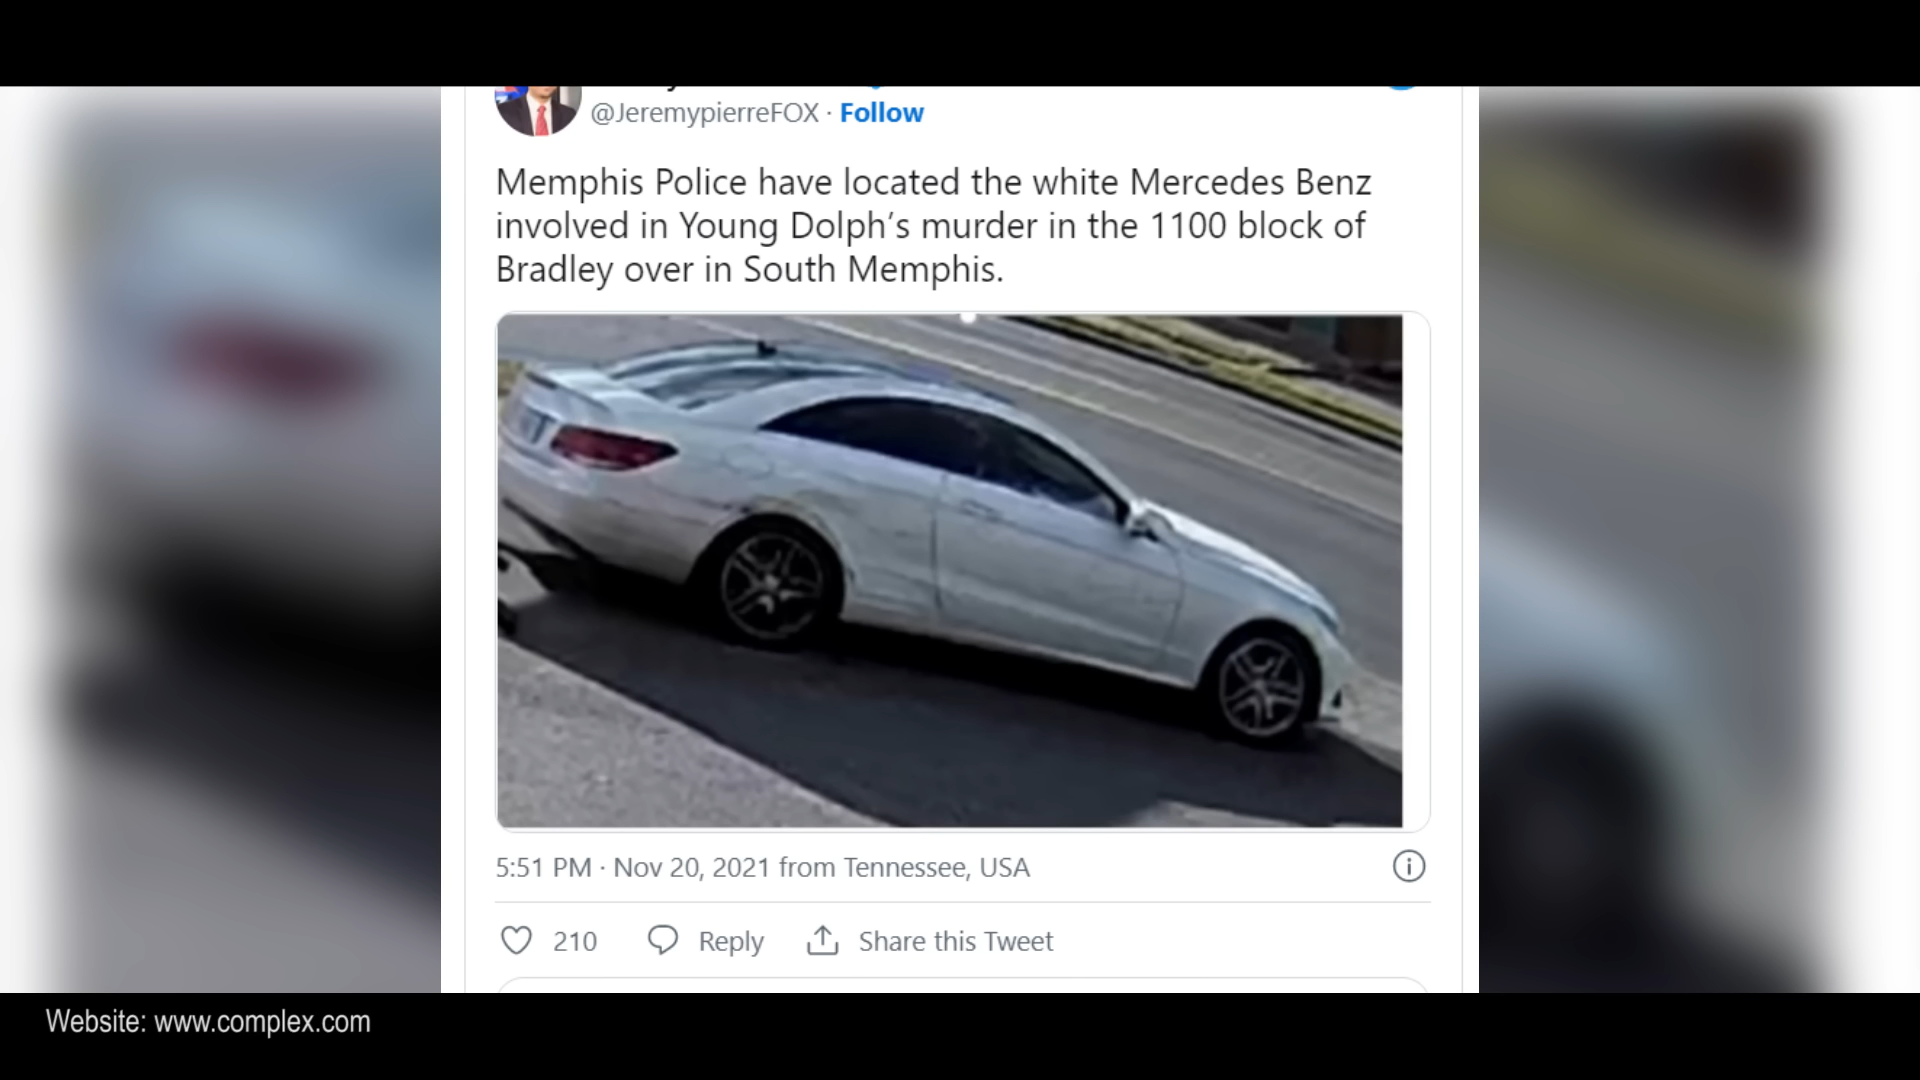 @JeremypierreFOX · Follow
Memphis Police have located the white Mercedes Benz
involved in Young Dolph’s murder in the 1100 block of
Bradley over in South Memphis.
5:51 PM · Nov 20, 2021 from Tennessee, USA
210 Reply Share this Tweet
Website: www.complex.com